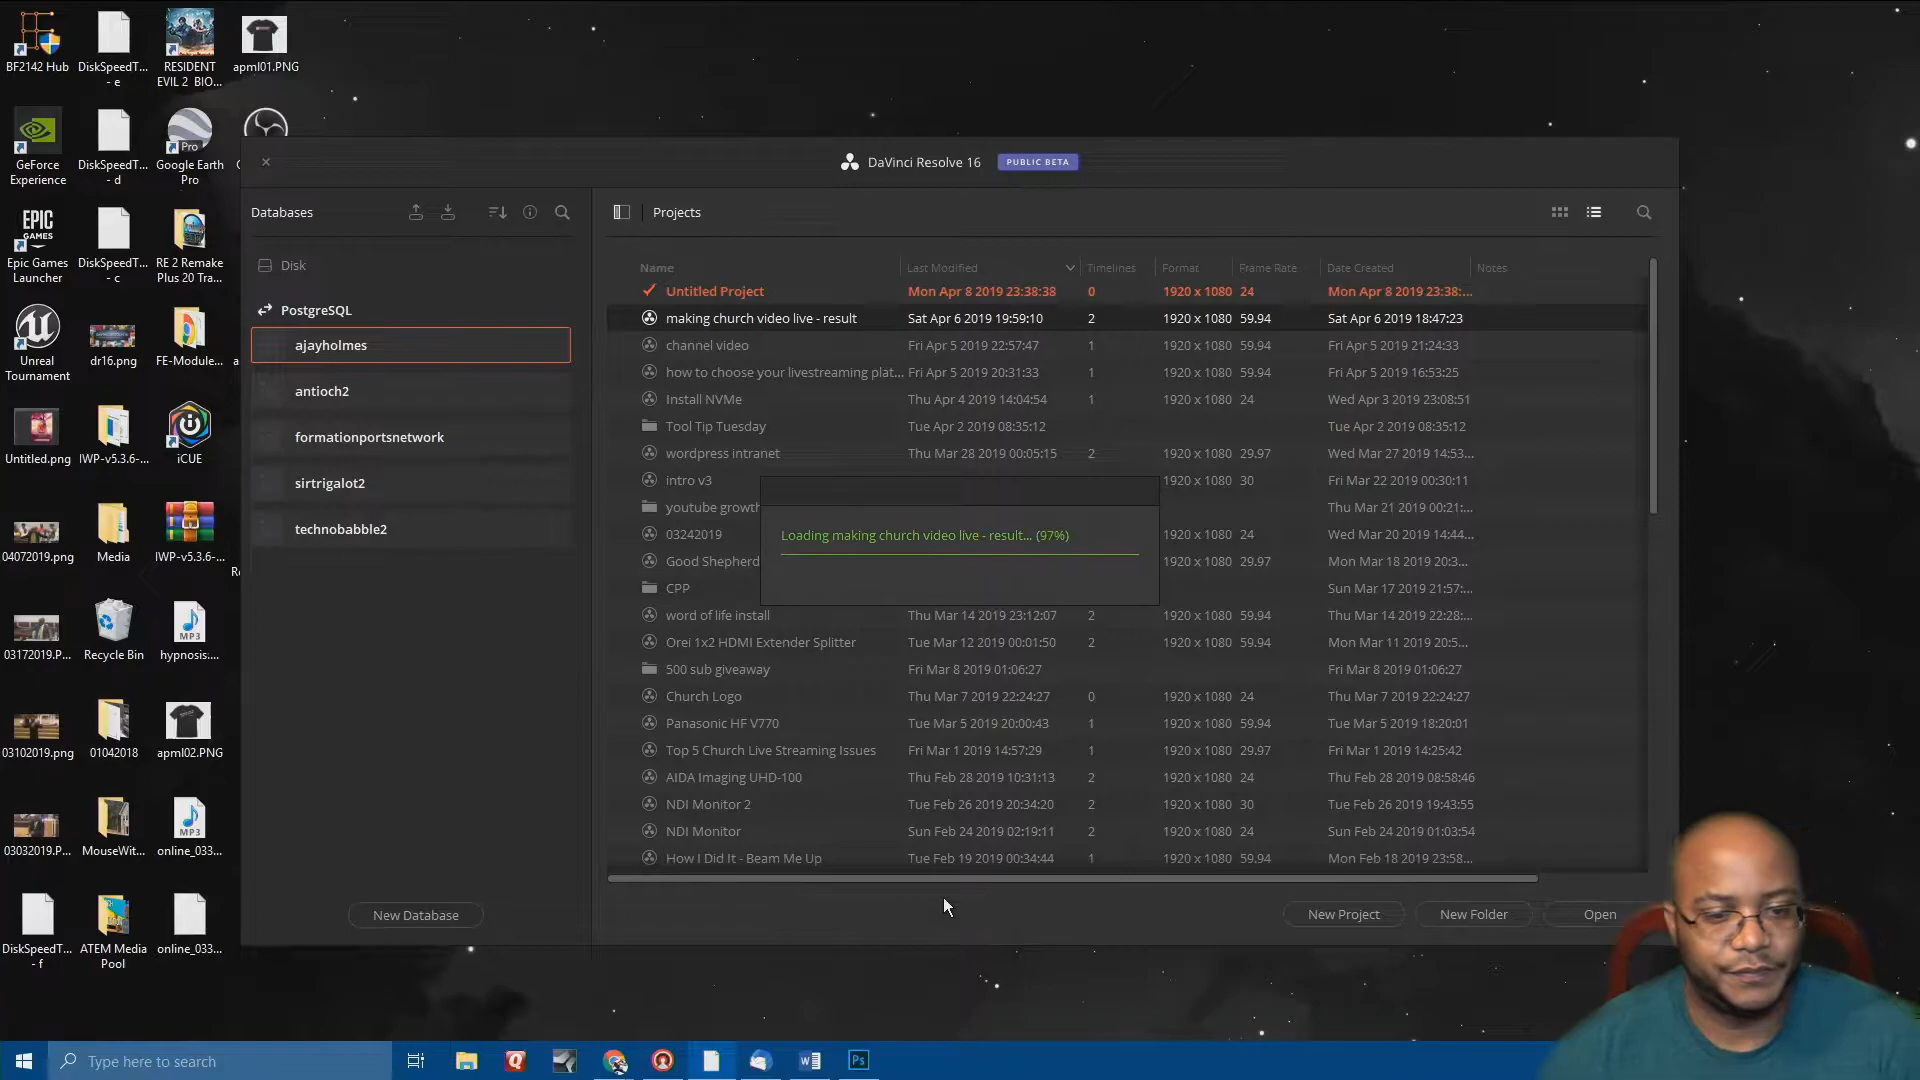 BF2142 Hub
DiskSpeedT...
- e
RESIDENT
EVIL 2 BIO...
apml01.PNG
GeForce
Experience
DiskSpeedT...
- d
Google Earth
Pro
EPIC
GAMES
Epic Games
Launcher
DiskSpeedT...
- c
RE 2 Remake
Plus 20 Tra...
Unreal
Tournament
dr16.png
FE-Module...
Untitled.png
IWP-v5.3.6-...
iCUE
04072019.png
Media
IWP-v5.3.6-...
03172019.P...
Recycle Bin
hypnosis....
03102019.png
01042018
apml02.PNG
03032019.P...
MouseWit...
online_033...
DiskSpeedT...
- f
ATEM Media
Pool
online_033...
DaVinci Resolve 16
PUBLIC BETA
Databases
Disk
PostgreSQL
ajayholmes
antioch2
formationportsnetwork
sirtrigalot2
technobabble2
New Database
Projects
Name Last Modified Timelines Format Frame Rate Date Created Notes
Untitled Project Mon Apr 8 2019 23:38:38 0 1920 x 1080 24 Mon Apr 8 2019 23:38:...
making church video live - result Sat Apr 6 2019 19:59:10 2 1920 x 1080 59.94 Sat Apr 6 2019 18:47:23
channel video Fri Apr 5 2019 22:57:47 1 1920 x 1080 59.94 Fri Apr 5 2019 21:24:33
how to choose your livestreaming plat... Fri Apr 5 2019 20:31:33 1 1920 x 1080 59.94 Fri Apr 5 2019 16:53:25
Install NVMe Thu Apr 4 2019 14:04:54 1 1920 x 1080 24 Wed Apr 3 2019 23:08:51
Tool Tip Tuesday Tue Apr 2 2019 08:35:12 Tue Apr 2 2019 08:35:12
wordpress intranet Thu Mar 28 2019 00:05:15 2 1920 x 1080 29.97 Wed Mar 27 2019 14:53...
intro v3 1920 x 1080 30 Fri Mar 22 2019 00:30:11
youtube growth Thu Mar 21 2019 00:21:...
03242019 1920 x 1080 24 Wed Mar 20 2019 14:44...
Good Shepherd 1920 x 1080 29.97 Mon Mar 18 2019 20:3...
CPP Sun Mar 17 2019 21:57:...
word of life install Thu Mar 14 2019 23:12:07 2 1920 x 1080 59.94 Thu Mar 14 2019 22:28:...
Orei 1x2 HDMI Extender Splitter Tue Mar 12 2019 00:01:50 2 1920 x 1080 59.94 Mon Mar 11 2019 20:5...
500 sub giveaway Fri Mar 8 2019 01:06:27 Fri Mar 8 2019 01:06:27
Church Logo Thu Mar 7 2019 22:24:27 0 1920 x 1080 24 Thu Mar 7 2019 22:24:27
Panasonic HF V770 Tue Mar 5 2019 20:00:43 1 1920 x 1080 59.94 Tue Mar 5 2019 18:20:01
Top 5 Church Live Streaming Issues Fri Mar 1 2019 14:57:29 1 1920 x 1080 29.97 Fri Mar 1 2019 14:25:42
AIDA Imaging UHD-100 Thu Feb 28 2019 10:31:13 2 1920 x 1080 24 Thu Feb 28 2019 08:58:46
NDI Monitor 2 Tue Feb 26 2019 20:34:20 2 1920 x 1080 30 Tue Feb 26 2019 19:43:55
NDI Monitor Sun Feb 24 2019 02:19:11 2 1920 x 1080 24 Sun Feb 24 2019 01:03:54
How I Did It - Beam Me Up Tue Feb 19 2019 00:34:44 1 1920 x 1080 59.94 Mon Feb 18 2019 23:58...
Loading making church video live - result... (97%)
New Project
New Folder
Open
Type here to search
Ps